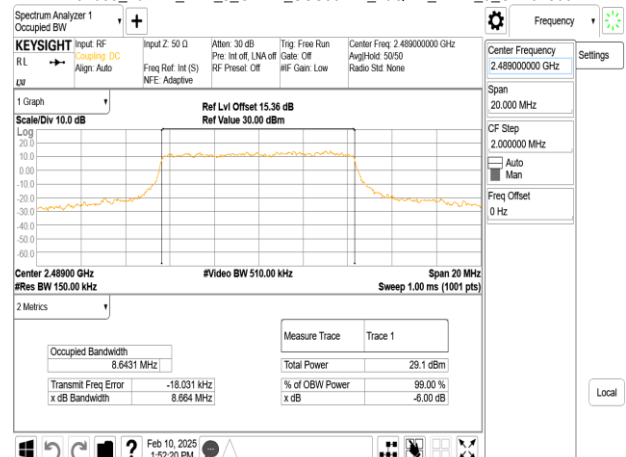 Spectrum Analyzer 1
Occupied BW
Frequency
KEYSIGHT
RL
Input: RF
Coupling: DC
Align: Auto
Input Z: 50 Ω
Freq Ref: Int (S)
NFE: Adaptive
Atten: 30 dB
Pre: Int off, LNA off
RF Presel: Off
Trig: Free Run
Gate: Off
#IF Gain: Low
Center Freq: 2.489000000 GHz
Avg|Hold: 50/50
Radio Std: None
Center Frequency
2.489000000 GHz
Settings
Span
20.000 MHz
CF Step
2.000000 MHz
Auto
Man
Freq Offset
0 Hz
Local
1 Graph
Scale/Div 10.0 dB
Ref Lvl Offset 15.36 dB
Ref Value 30.00 dBm
Log
20.0
10.0
0.00
-10.0
-20.0
-30.0
-40.0
-50.0
-60.0
Center 2.48900 GHz
#Res BW 150.00 kHz
#Video BW 510.00 kHz
Span 20 MHz
Sweep 1.00 ms (1001 pts)
2 Metrics
Measure Trace Trace 1
Occupied Bandwidth
8.6431 MHz
Total Power 29.1 dBm
Transmit Freq Error -18.031 kHz
% of OBW Power 99.00 %
x dB Bandwidth 8.664 MHz
x dB -6.00 dB
Feb 10, 2025
1:52:20 PM